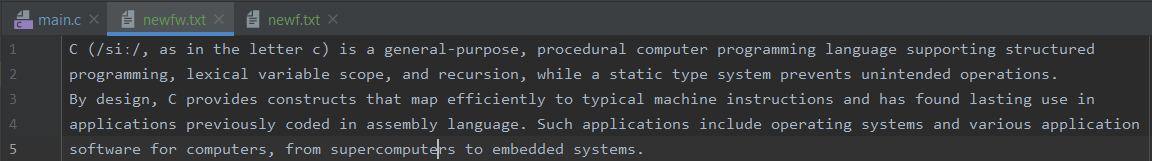 main.c newfw.txt newf.txt
1 C (/siː/, as in the letter c) is a general-purpose, procedural computer programming language supporting structured
2 programming, lexical variable scope, and recursion, while a static type system prevents unintended operations.
3 By design, C provides constructs that map efficiently to typical machine instructions and has found lasting use in
4 applications previously coded in assembly language. Such applications include operating systems and various application
5 software for computers, from supercomputers to embedded systems.